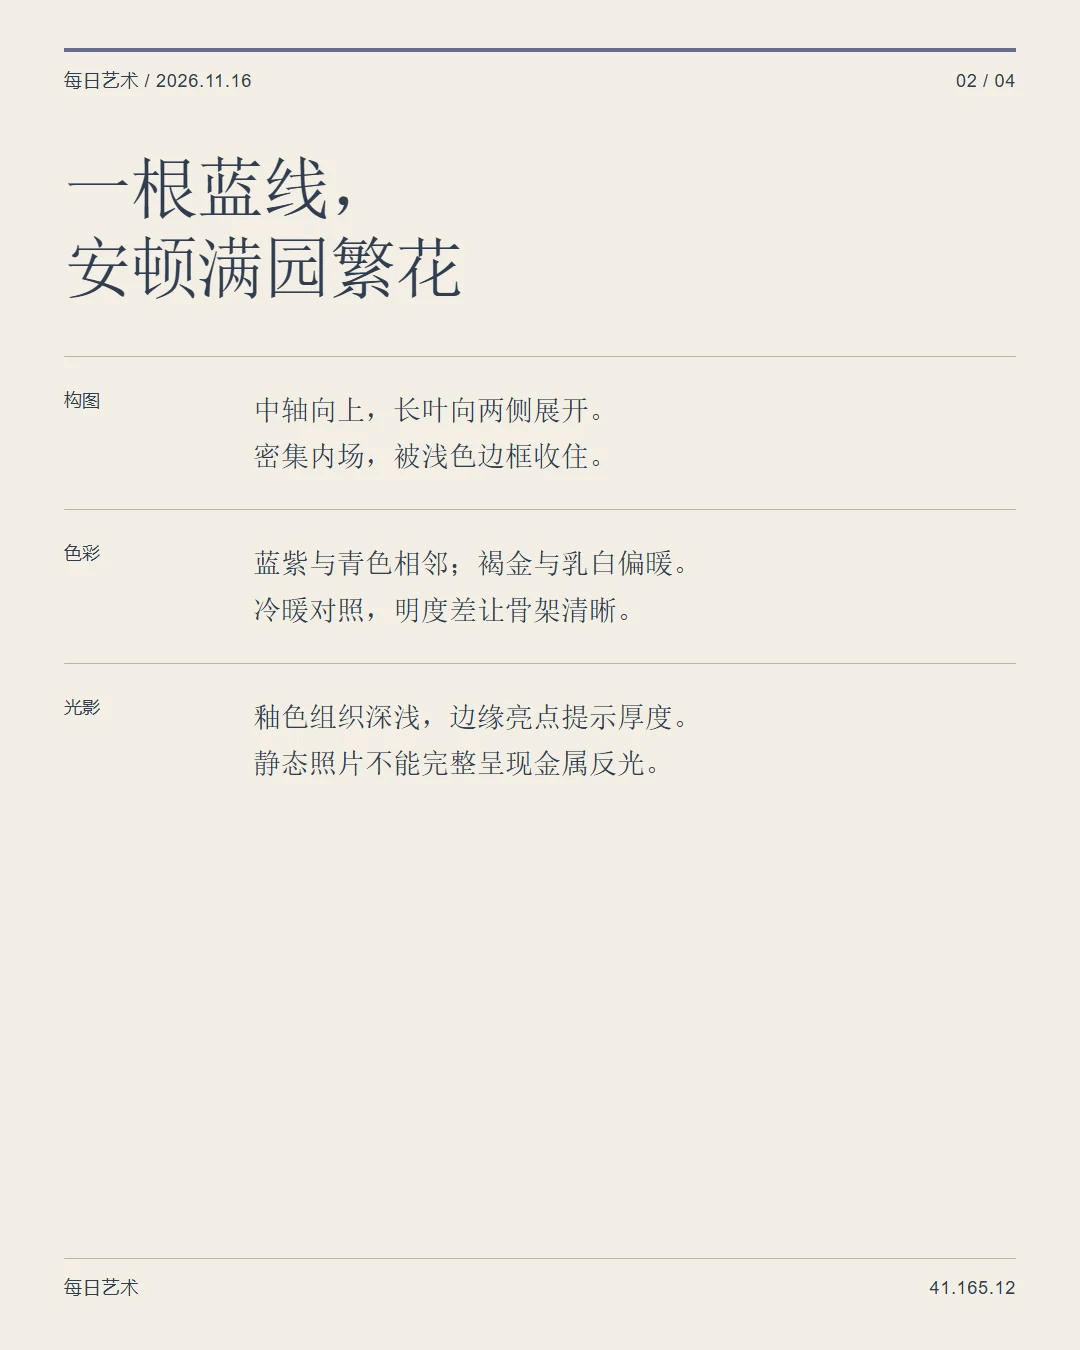 每日艺术 / 2026.11.16
02 / 04
一根蓝线，
安顿满园繁花
构图
中轴向上，长叶向两侧展开。
密集内场，被浅色边框收住。
色彩
蓝紫与青色相邻；褐金与乳白偏暖。
冷暖对照，明度差让骨架清晰。
光影
釉色组织深浅，边缘亮点提示厚度。
静态照片不能完整呈现金属反光。
每日艺术
41.165.12